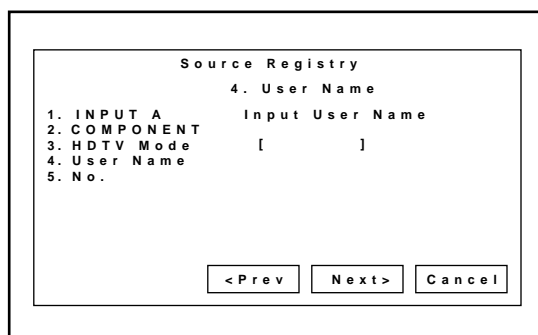 Source Registry
4. User Name
1. INPUT A Input User Name
2. COMPONENT
3. HDTV Mode [ ]
4. User Name
5. No.
<Prev Next> Cancel